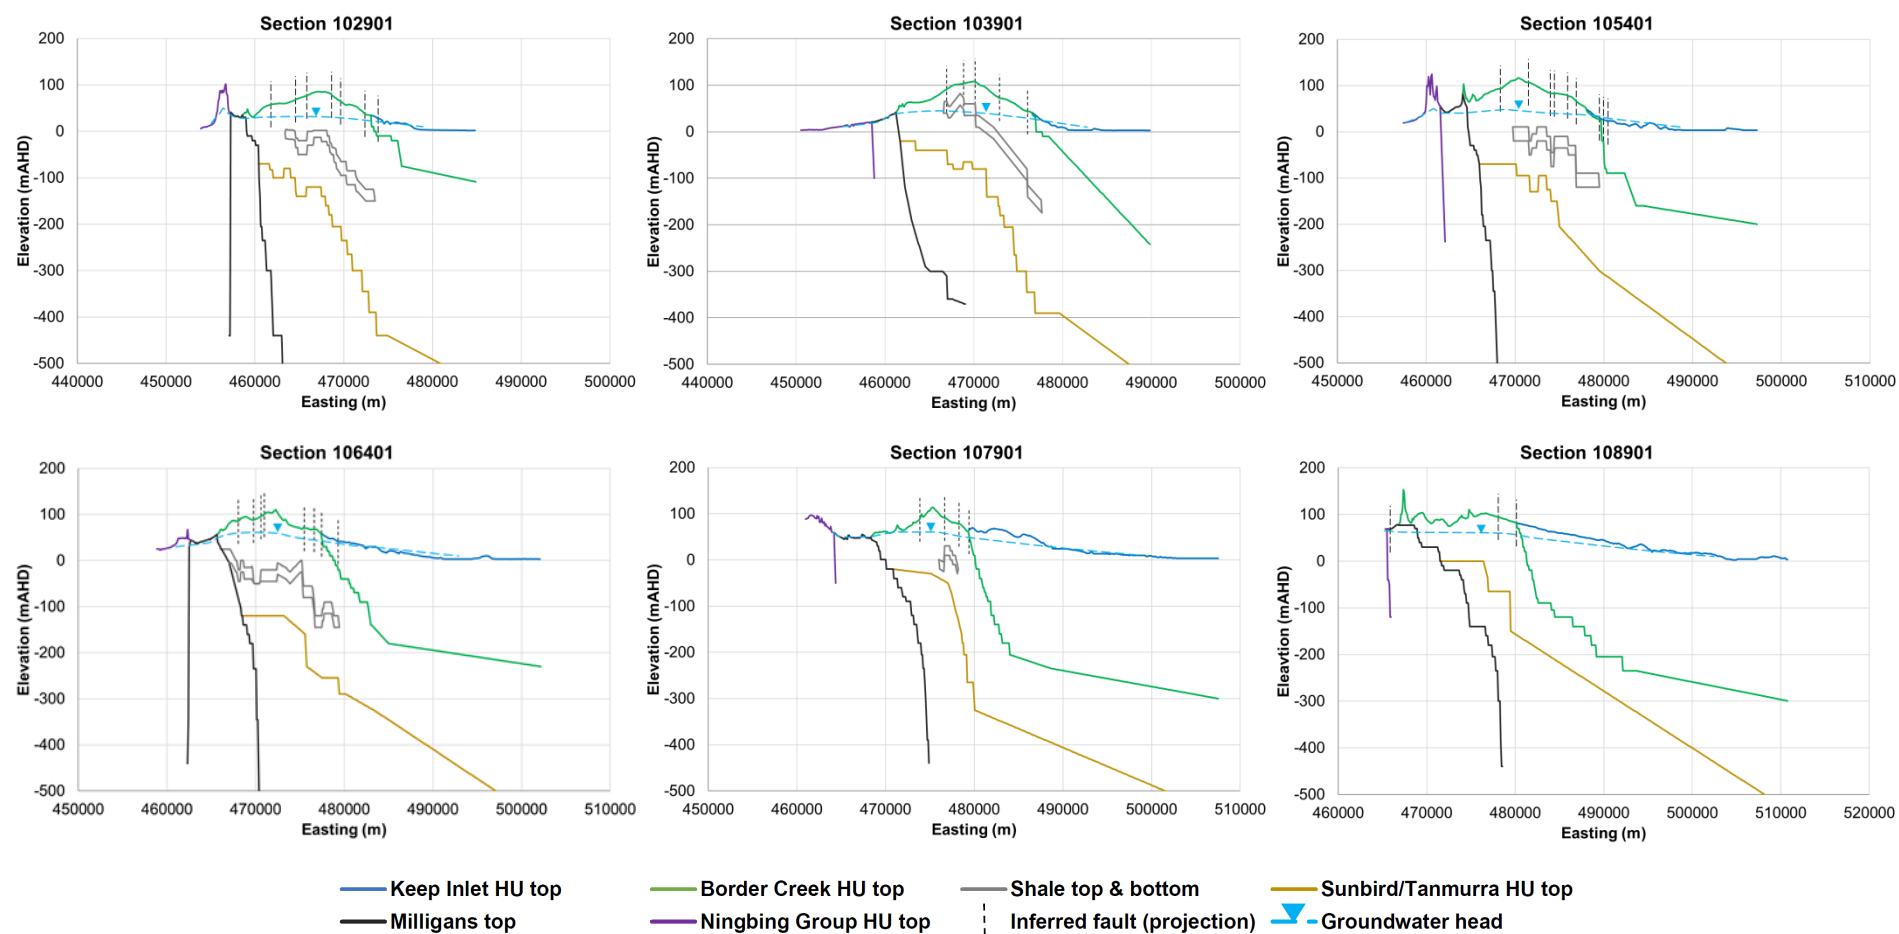 Section 102901
200
100
0
-100
-200
-300
-400
-500
Elevation (mAHD)
440000 450000 460000 470000 480000 490000 500000
Easting (m)
Section 103901
200
100
0
-100
-200
-300
-400
-500
Elevation (mAHD)
440000 450000 460000 470000 480000 490000 500000
Easting (m)
Section 105401
200
100
0
-100
-200
-300
-400
-500
Elevation (mAHD)
450000 460000 470000 480000 490000 500000 510000
Easting (m)
Section 106401
200
100
0
-100
-200
-300
-400
-500
Elevation (mAHD)
450000 460000 470000 480000 490000 500000 510000
Easting (m)
Section 107901
200
100
0
-100
-200
-300
-400
-500
Elevation (mAHD)
450000 460000 470000 480000 490000 500000 510000
Easting (m)
Section 108901
200
100
0
-100
-200
-300
-400
-500
Eleavtion (mAHD)
460000 470000 480000 490000 500000 510000 520000
Easting (m)
Keep Inlet HU top Border Creek HU top Shale top & bottom Sunbird/Tanmurra HU top
Milligans top Ningbing Group HU top Inferred fault (projection) Groundwater head